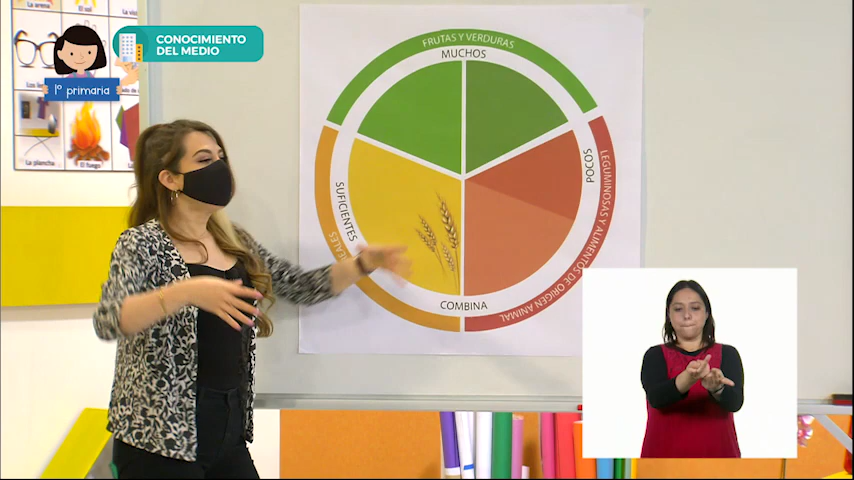 La arena
El sol
CONOCIMIENTO
DEL MEDIO
1° primaria
La plancha
El fuego
FRUTAS Y VERDURAS
MUCHOS
SUFICIENTES
POCOS
LEGUMINOSAS Y ALIMENTOS DE ORIGEN ANIMAL
COMBINA